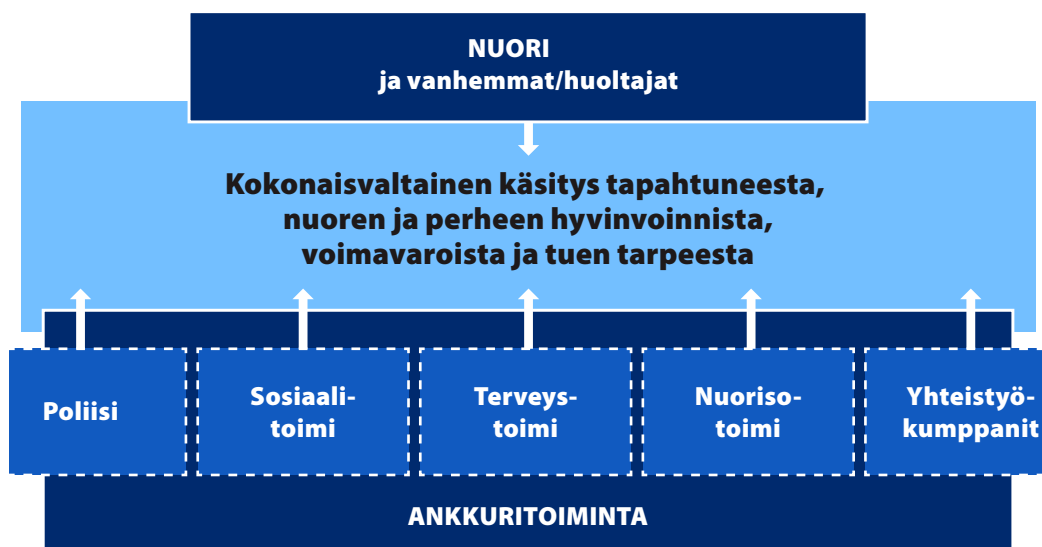 NUORI
ja vanhemmat/huoltajat
Kokonaisvaltainen käsitys tapahtuneesta,
nuoren ja perheen hyvinvoinnista,
voimavaroista ja tuen tarpeesta
Poliisi
Sosiaali-
toimi
Terveys-
toimi
Nuoriso-
toimi
Yhteistyö-
kumppanit
ANKKURITOIMINTA